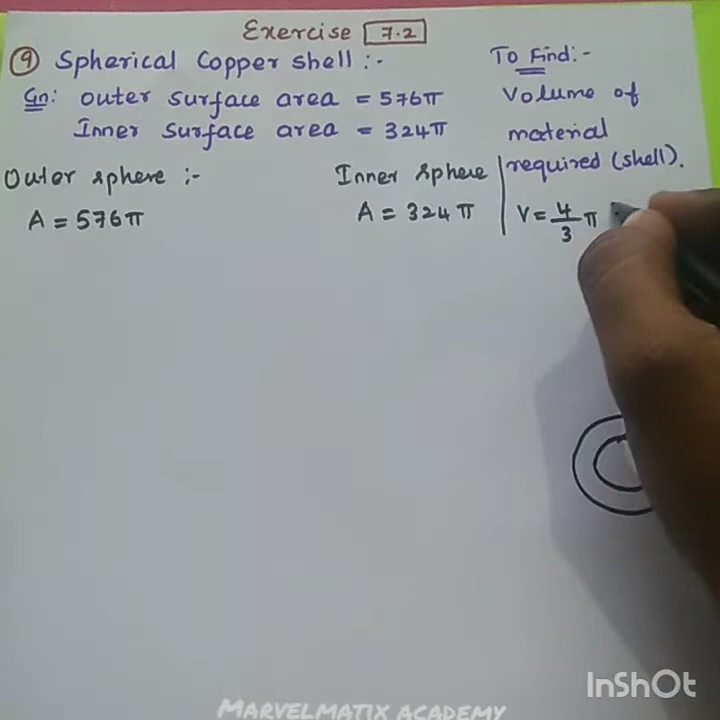 Exercise 7.2
9 Spherical Copper shell :-
Gn: outer surface area = 576π
Inner surface area = 324π
To Find:-
Volume of
material
required (shell).
Outer sphere :-
A = 576π
Inner sphere
A = 324π
V = 4/3 π
InShOt
MARVELMATIX ACADEMY